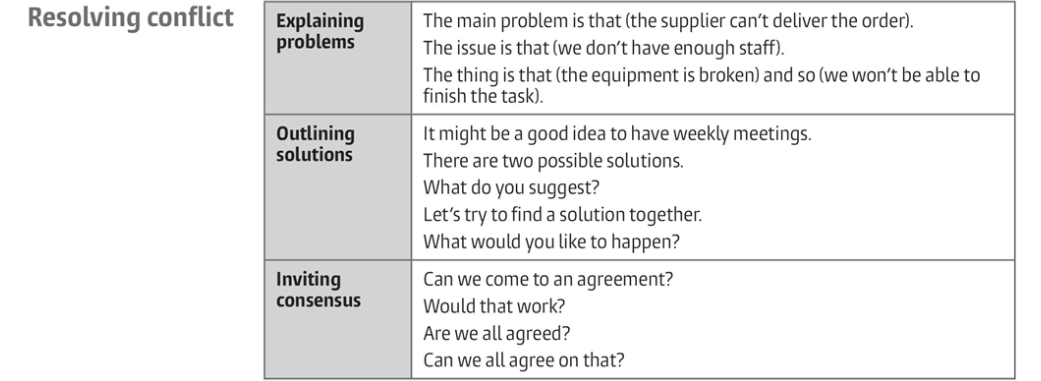 Resolving conflict
Explaining
problems
The main problem is that (the supplier can't deliver the order).
The issue is that (we don't have enough staff).
The thing is that (the equipment is broken) and so (we won't be able to
finish the task).
Outlining
solutions
It might be a good idea to have weekly meetings.
There are two possible solutions.
What do you suggest?
Let's try to find a solution together.
What would you like to happen?
Inviting
consensus
Can we come to an agreement?
Would that work?
Are we all agreed?
Can we all agree on that?